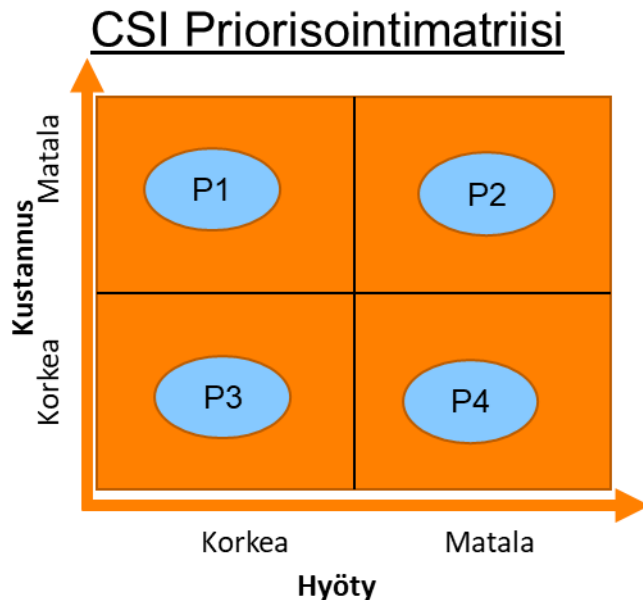 CSI Priorisointimatriisi
Matala
P1
P2
Kustannus
Korkea
P3
P4
Korkea
Matala
Hyöty